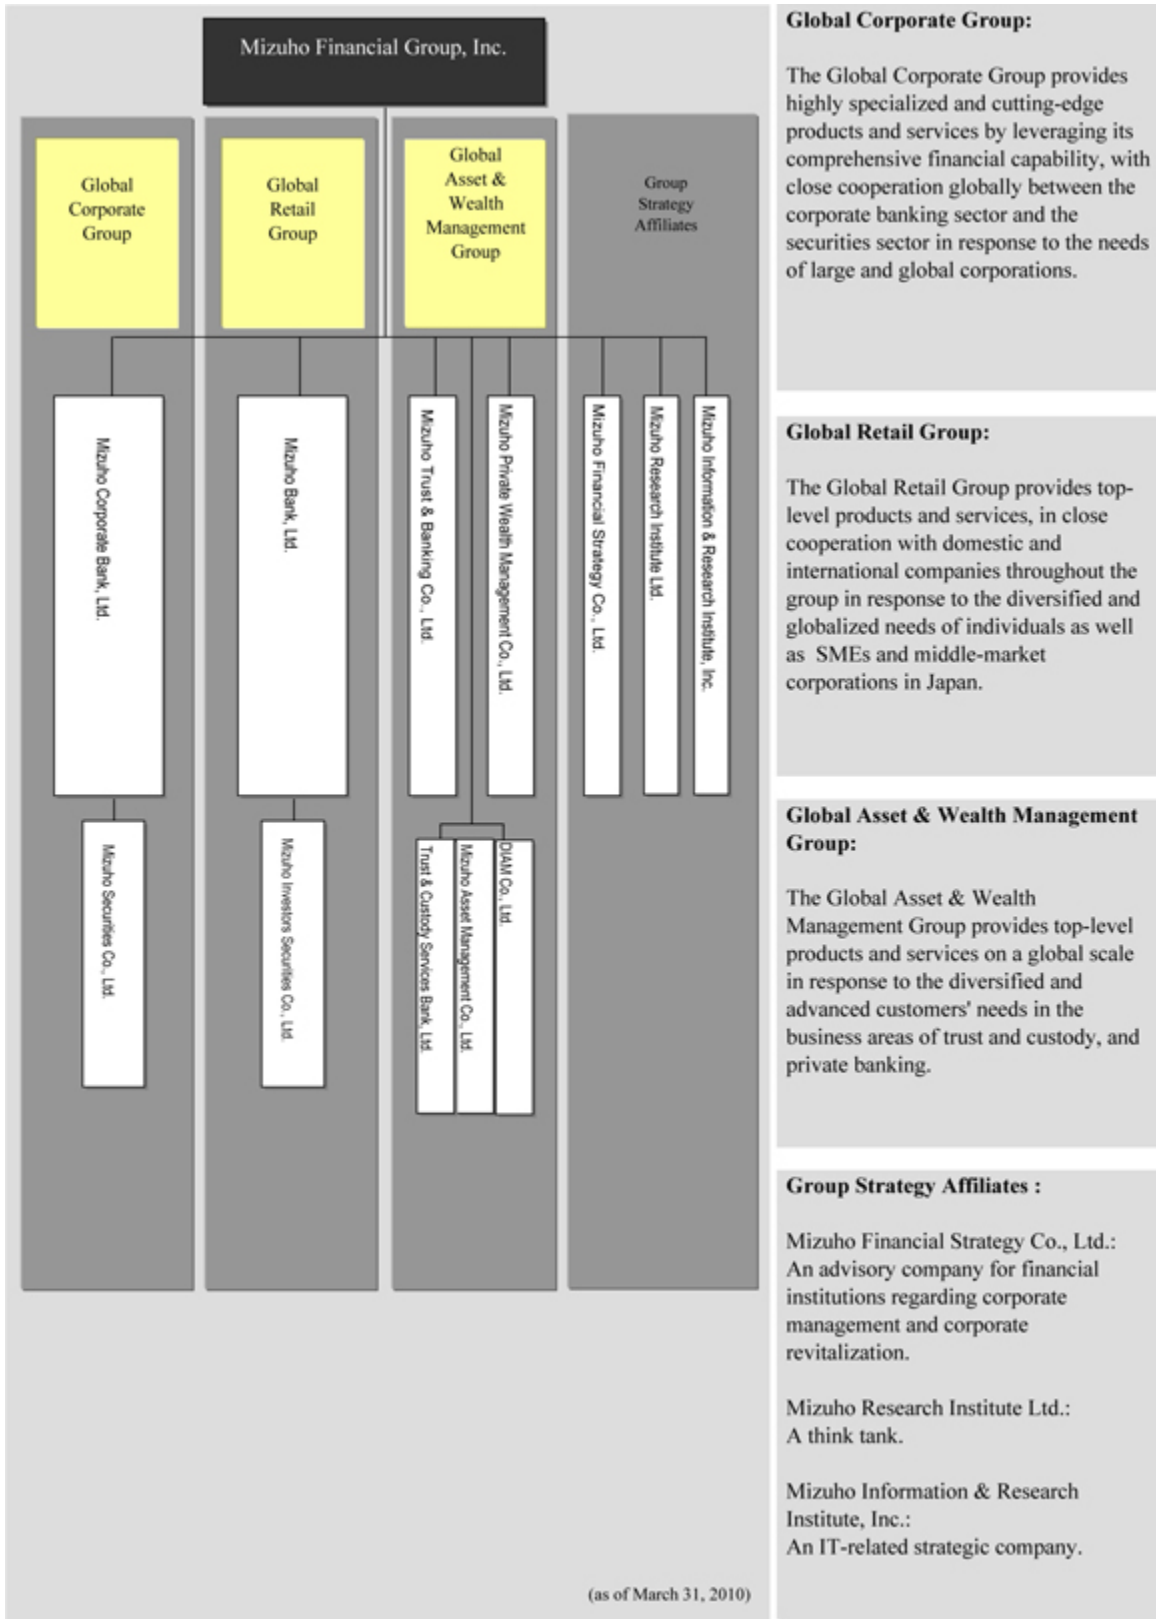 Mizuho Financial Group, Inc.
Global
Corporate
Group
Global
Retail
Group
Global
Asset &
Wealth
Management
Group
Group
Strategy
Affiliates
Mizuho Corporate Bank, Ltd.
Mizuho Bank, Ltd.
Mizuho Trust & Banking Co., Ltd.
Mizuho Private Wealth Management Co., Ltd.
Mizuho Financial Strategy Co., Ltd.
Mizuho Research Institute Ltd.
Mizuho Information & Research Institute, Inc.
Mizuho Securities Co., Ltd.
Mizuho Investors Securities Co., Ltd.
Trust & Custody Services Bank, Ltd.
Mizuho Asset Management Co., Ltd.
DIAM Co., Ltd.
(as of March 31, 2010)
Global Corporate Group:
The Global Corporate Group provides
highly specialized and cutting-edge
products and services by leveraging its
comprehensive financial capability, with
close cooperation globally between the
corporate banking sector and the
securities sector in response to the needs
of large and global corporations.
Global Retail Group:
The Global Retail Group provides top-
level products and services, in close
cooperation with domestic and
international companies throughout the
group in response to the diversified and
globalized needs of individuals as well
as SMEs and middle-market
corporations in Japan.
Global Asset & Wealth Management
Group:
The Global Asset & Wealth
Management Group provides top-level
products and services on a global scale
in response to the diversified and
advanced customers' needs in the
business areas of trust and custody, and
private banking.
Group Strategy Affiliates :
Mizuho Financial Strategy Co., Ltd.:
An advisory company for financial
institutions regarding corporate
management and corporate
revitalization.
Mizuho Research Institute Ltd.:
A think tank.
Mizuho Information & Research
Institute, Inc.:
An IT-related strategic company.